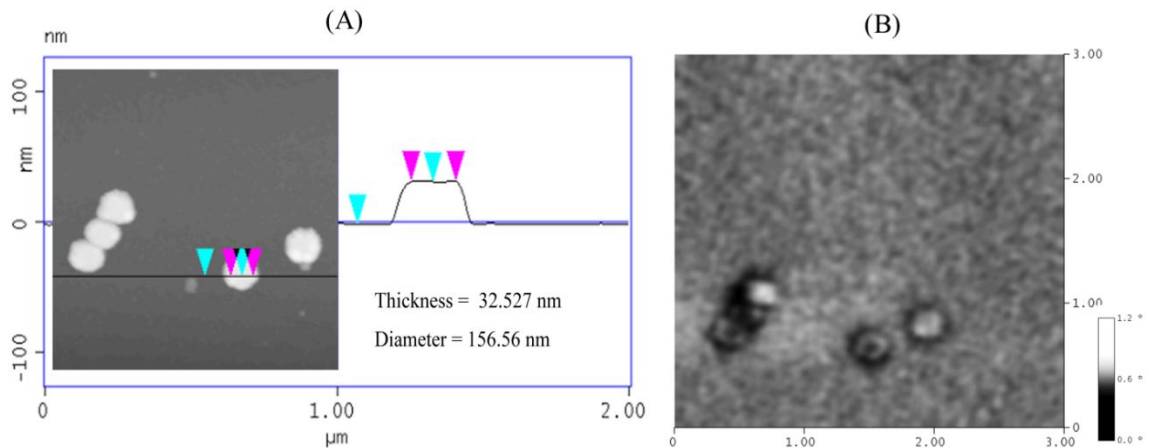 (A)
nm
100
0
-100
nm
Thickness = 32.527 nm
Diameter = 156.56 nm
0
1.00
2.00
µm
(B)
3.00
2.00
1.00
0
0
1.00
2.00
3.00
1.2 °
0.6 °
0.0 °